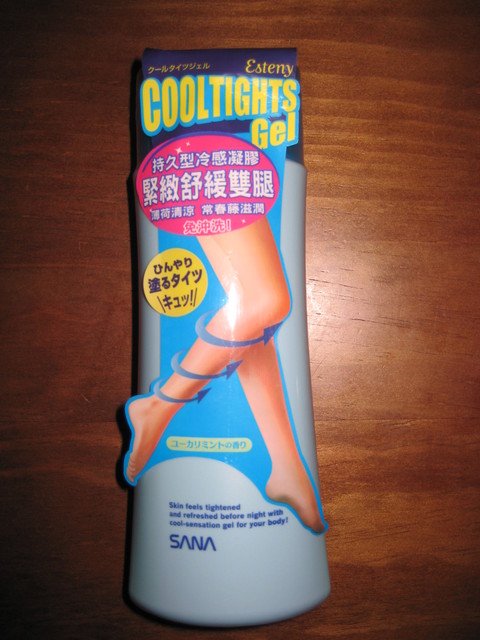 クールタイツジェル
Esteny
COOLTIGHTS
Gel
持久型冷感凝膠
緊緻舒緩雙腿
薄荷清涼 常春藤滋潤
免沖洗!
ひんやり
塗るタイツ
キュッ!
ユーカリミントの香り
Skin feels tightened
and refreshed before night with
cool-sensation gel for your body!
SANA